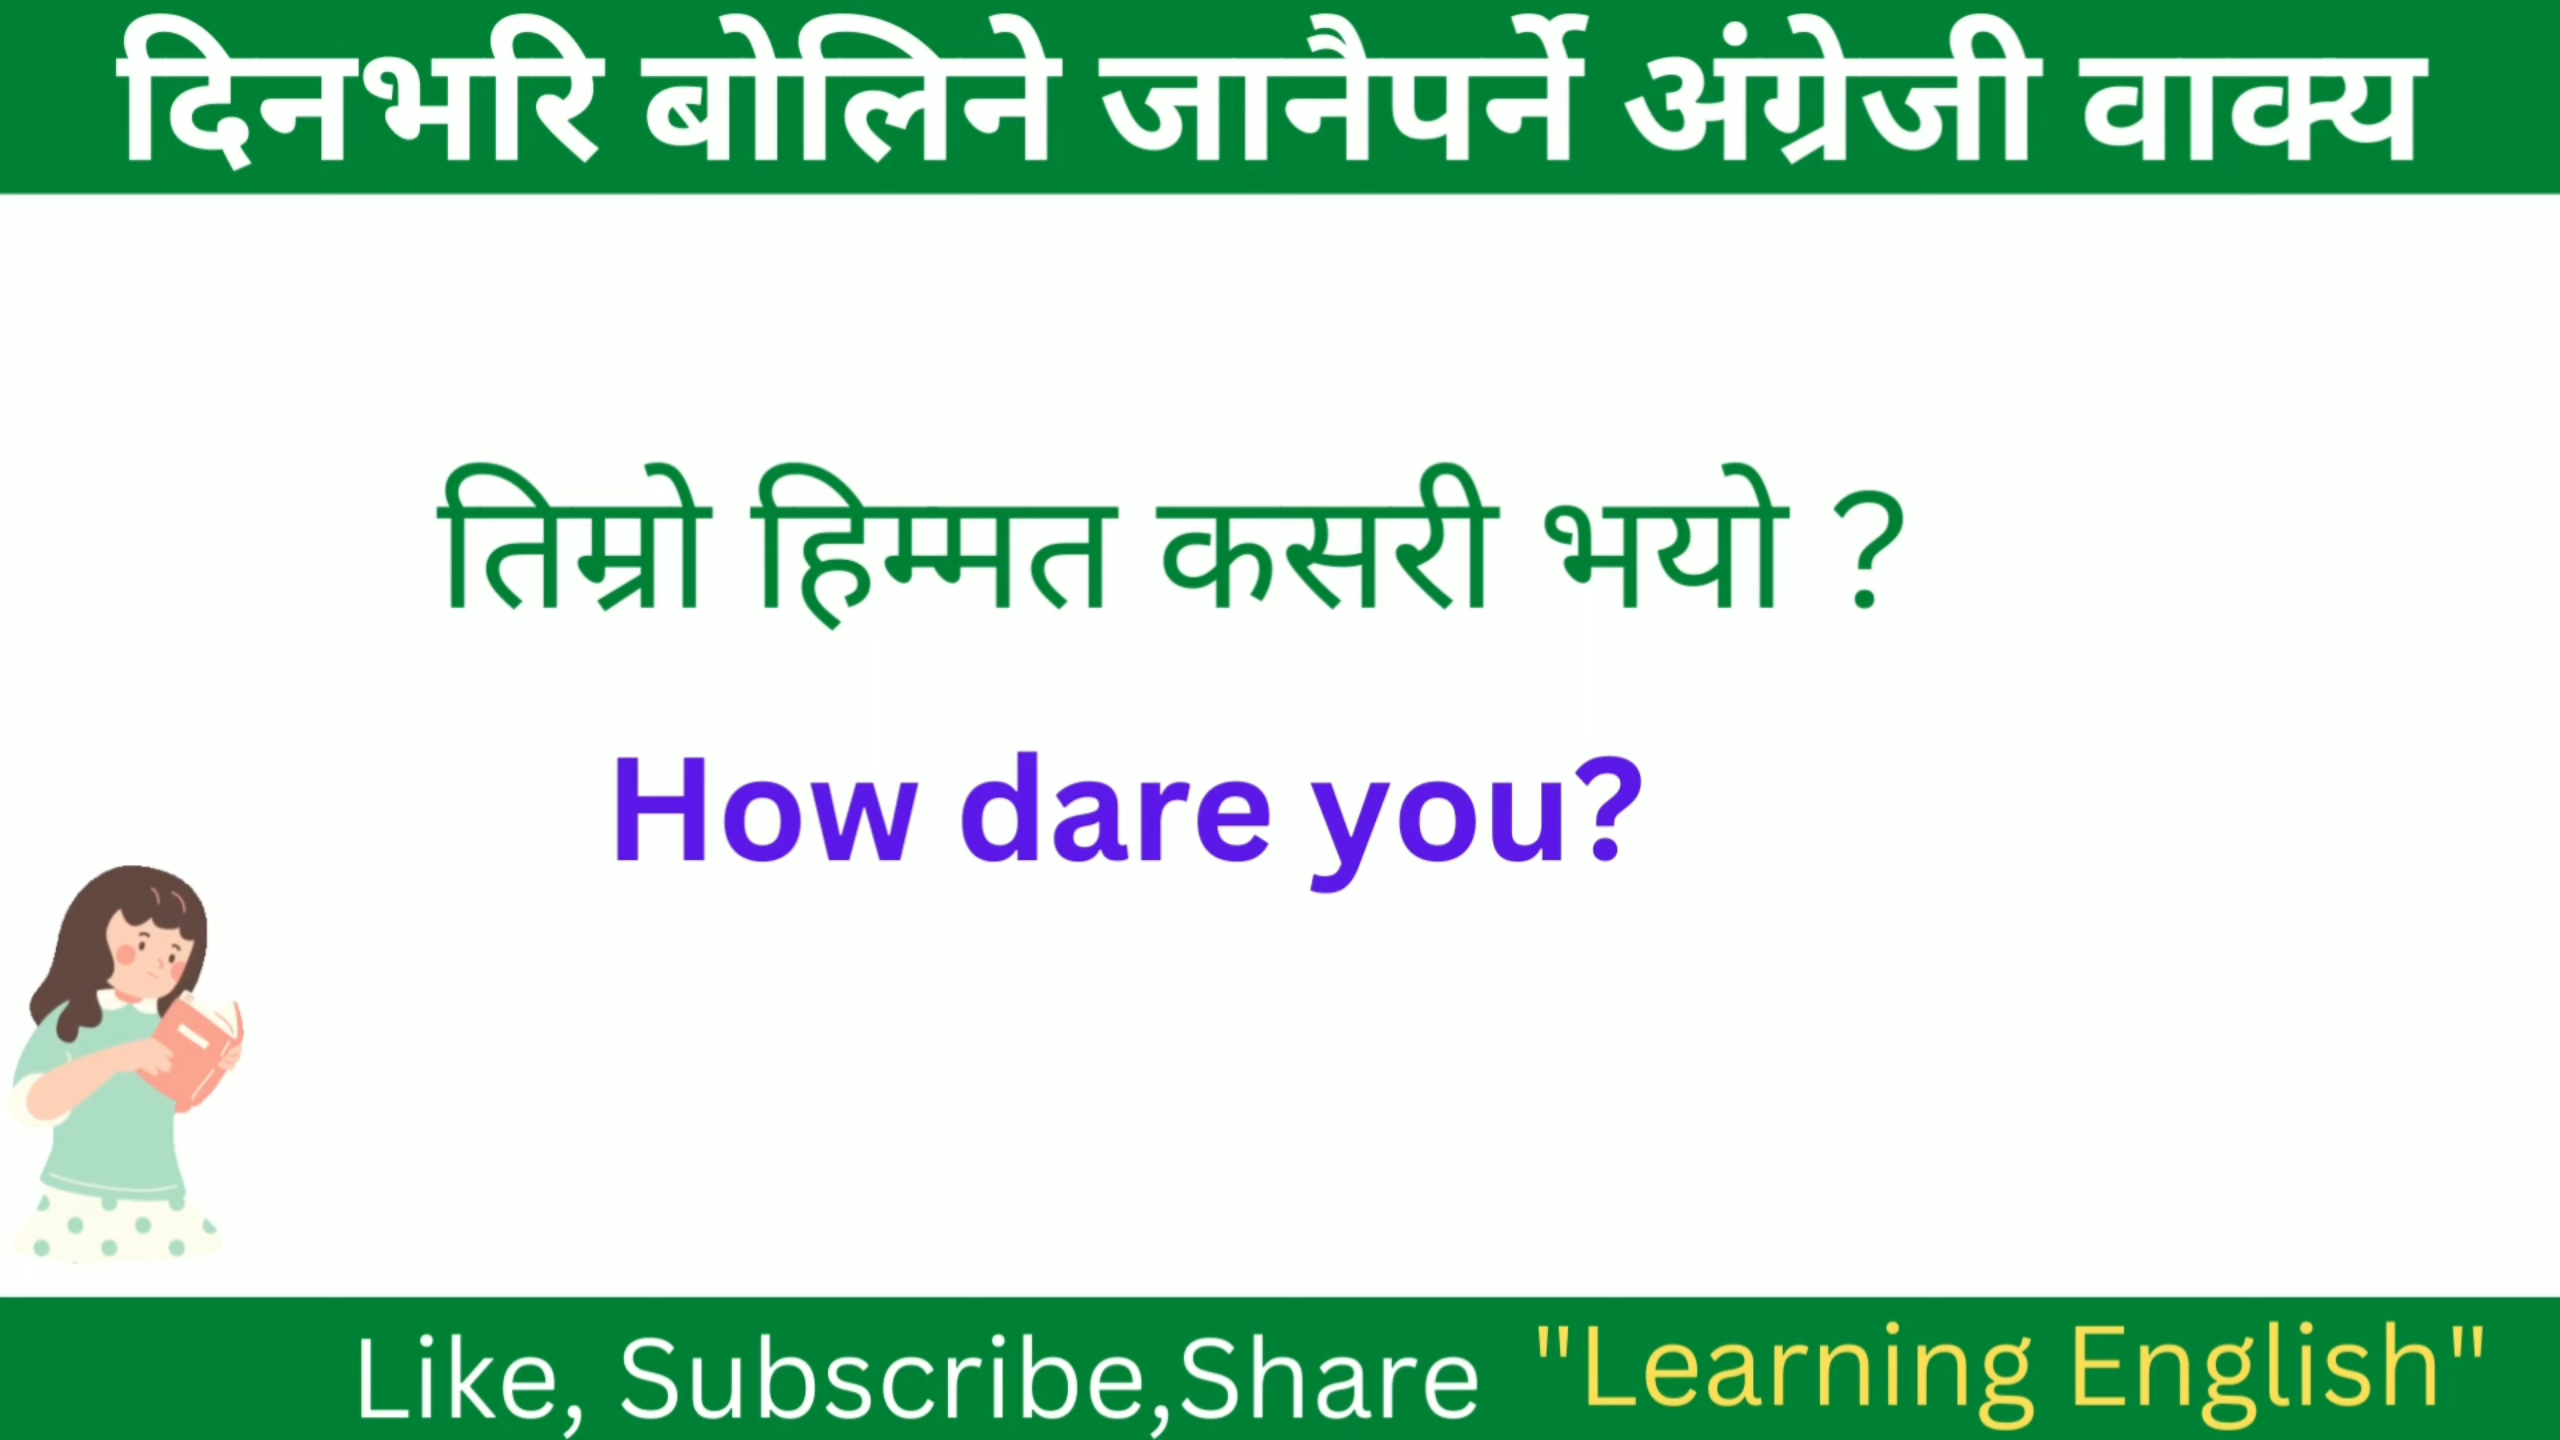 दिनभरि बोलिने जानैपर्ने अंग्रेजी वाक्य
तिम्रो हिम्मत कसरी भयो ?
How dare you?
Like, Subscribe,Share "Learning English"